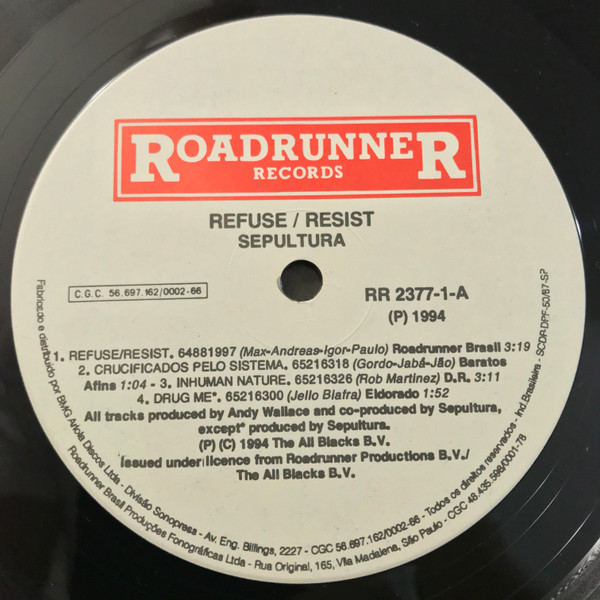 ROADRUNNER
RECORDS
REFUSE / RESIST
SEPULTURA
C.G.C. 56.697.162/0002-66
RR 2377-1-A
(P) 1994
1. REFUSE/RESIST. 64881997 (Max-Andreas-Igor-Paulo) Roadrunner Brasil 3:19
2. CRUCIFICADOS PELO SISTEMA. 65216318 (Gordo-Jabá-Jão) Baratos
Afins 1:04 - 3. INHUMAN NATURE. 65216326 (Rob Martinez) D.R. 3:11
4. DRUG ME*. 65216300 (Jello Biafra) Eldorado 1:52
All tracks produced by Andy Wallace and co-produced by Sepultura,
except* produced by Sepultura.
(P) (C) 1994 The All Blacks B.V.
Issued under licence from Roadrunner Productions B.V./
The All Blacks B.V.
Fabricado e distribuído por BMG Ariola Discos Ltda - Divisão Sonopress - Av. Eng. Billings, 2227 - CGC 56.697.162/0002-66 - Todos os direitos reservados - Ind. Brasileira - SCDP-DPF-50/87-SP
Roadrunner Brasil Produções Fonográficas Ltda - Rua Original, 165, Vila Madalena, São Paulo - CGC 48.435.598/0001-78